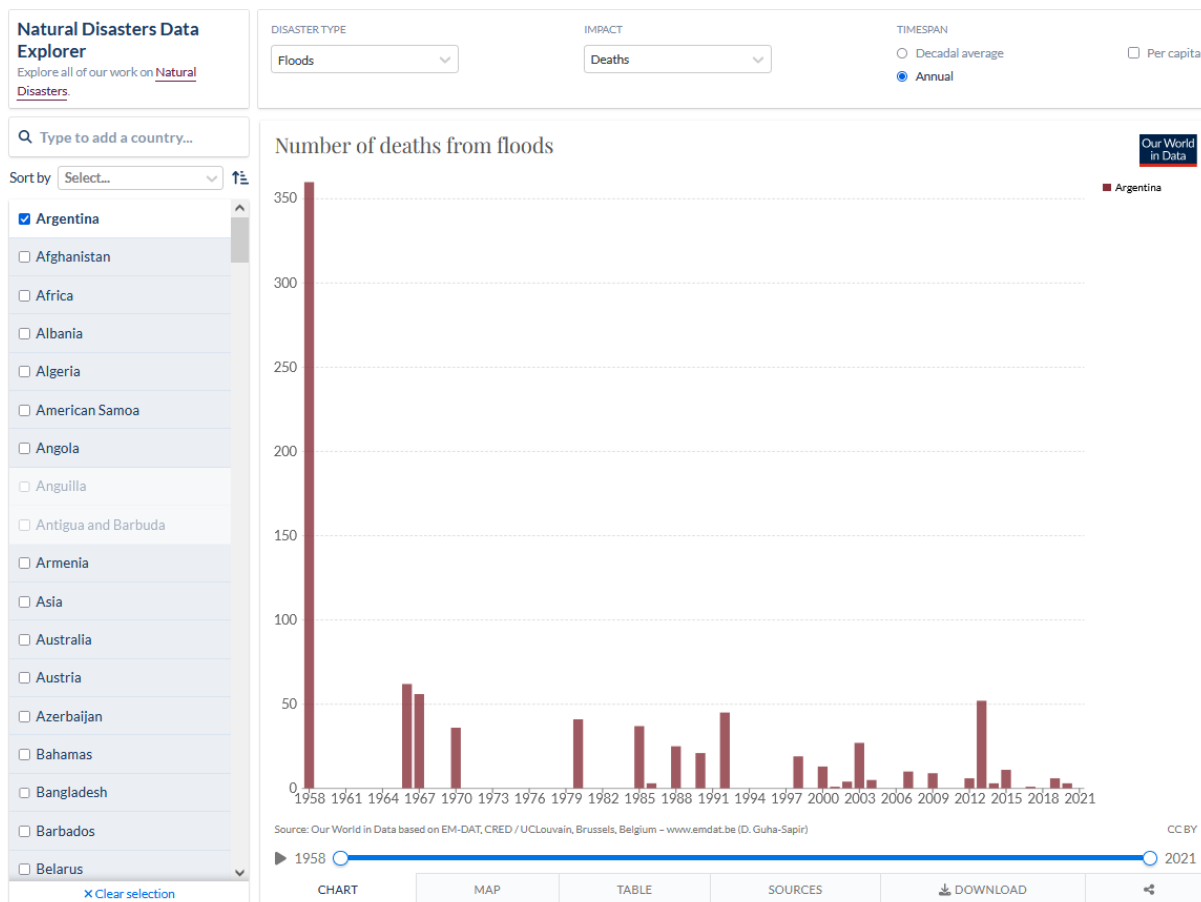 Natural Disasters Data
Explorer
Explore all of our work on Natural
Disasters.
DISASTER TYPE
Floods
IMPACT
Deaths
TIMESPAN
Decadal average
Annual
Per capita
Type to add a country...
Sort by Select...
Argentina
Afghanistan
Africa
Albania
Algeria
American Samoa
Angola
Anguilla
Antigua and Barbuda
Armenia
Asia
Australia
Austria
Azerbaijan
Bahamas
Bangladesh
Barbados
Belarus
× Clear selection
Number of deaths from floods
Our World
in Data
Argentina
350
300
250
200
150
100
50
0
1958 1961 1964 1967 1970 1973 1976 1979 1982 1985 1988 1991 1994 1997 2000 2003 2006 2009 2012 2015 2018 2021
Source: Our World in Data based on EM-DAT, CRED / UCLouvain, Brussels, Belgium – www.emdat.be (D. Guha-Sapir)
CC BY
1958 2021
CHART MAP TABLE SOURCES DOWNLOAD